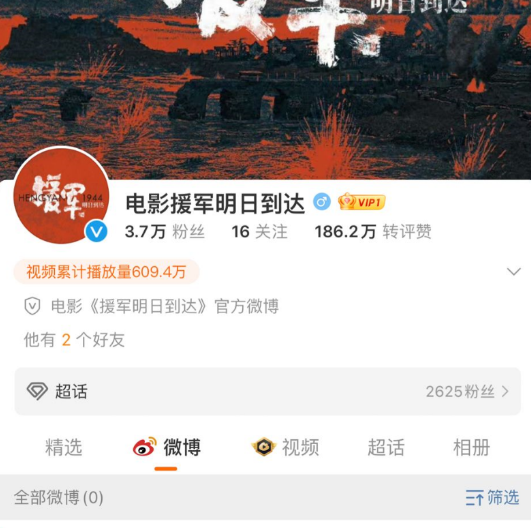 援军
明日到达
HENGYANG 1944
援军
明日到达
电影援军明日到达 VIP1
3.7万 粉丝 16 关注 186.2万 转评赞
视频累计播放量609.4万
电影《援军明日到达》官方微博
他有 2 个好友
超话 2625粉丝
精选 微博 视频 超话 相册
全部微博(0) 筛选